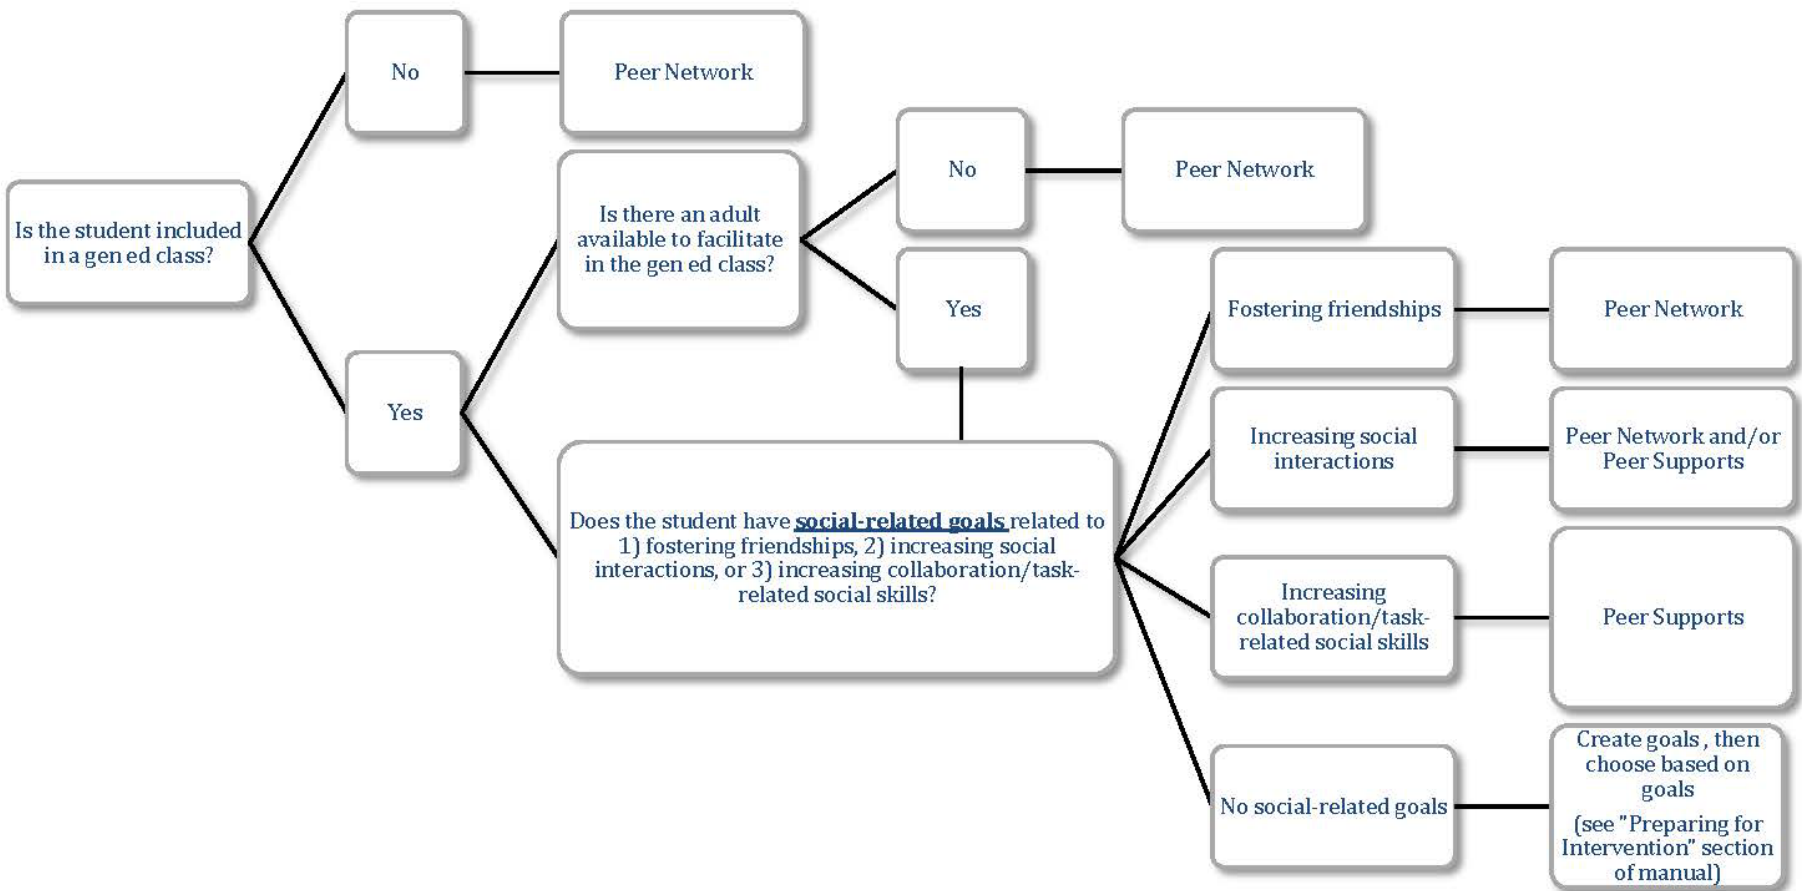 No
Peer Network
Is the student included
in a gen ed class?
Is there an adult
available to facilitate
in the gen ed class?
No
Peer Network
Yes
Yes
Does the student have social-related goals related to
1) fostering friendships, 2) increasing social
interactions, or 3) increasing collaboration/task-
related social skills?
Fostering friendships
Peer Network
Increasing social
interactions
Peer Network and/or
Peer Supports
Increasing
collaboration/task-
related social skills
Peer Supports
No social-related goals
Create goals , then
choose based on
goals
(see "Preparing for
Intervention" section
of manual)